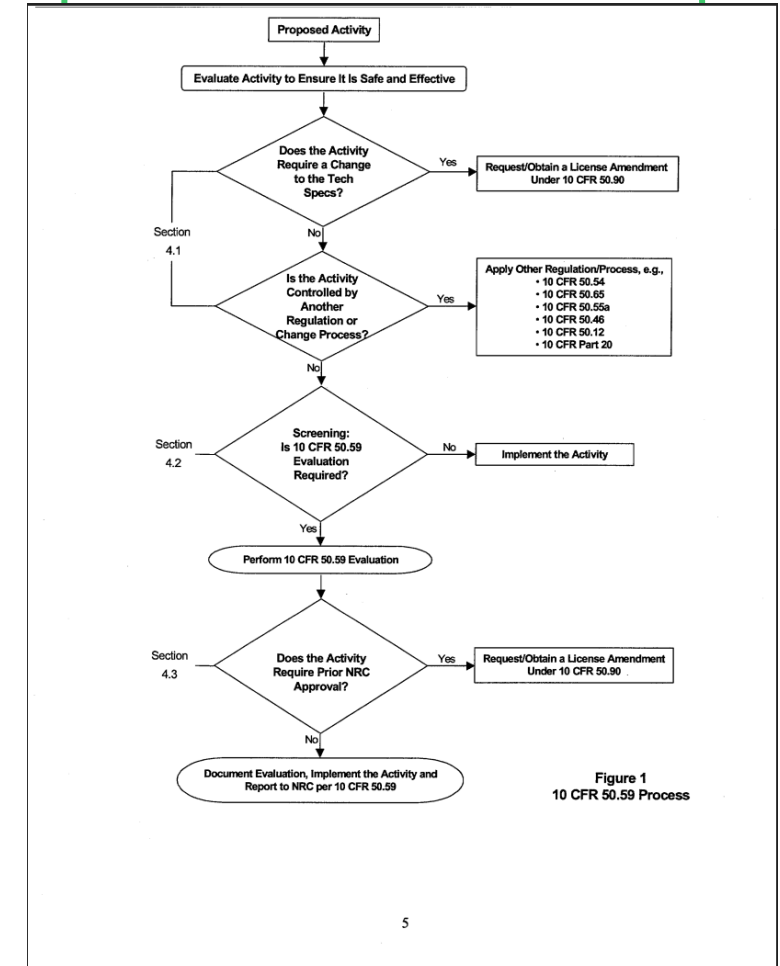 Proposed Activity
Evaluate Activity to Ensure It Is Safe and Effective
Does the Activity
Require a Change
to the Tech
Specs?
Yes
Request/Obtain a License Amendment
Under 10 CFR 50.90
Section
4.1
No
Is the Activity
Controlled by
Another
Regulation or
Change Process?
Yes
Apply Other Regulation/Process, e.g.,
• 10 CFR 50.54
• 10 CFR 50.65
• 10 CFR 50.55a
• 10 CFR 50.46
• 10 CFR 50.12
• 10 CFR Part 20
No
Section
4.2
Screening:
Is 10 CFR 50.59
Evaluation
Required?
No
Implement the Activity
Yes
Perform 10 CFR 50.59 Evaluation
Section
4.3
Does the Activity
Require Prior NRC
Approval?
Yes
Request/Obtain a License Amendment
Under 10 CFR 50.90
No
Document Evaluation, Implement the Activity and
Report to NRC per 10 CFR 50.59
Figure 1
10 CFR 50.59 Process
5